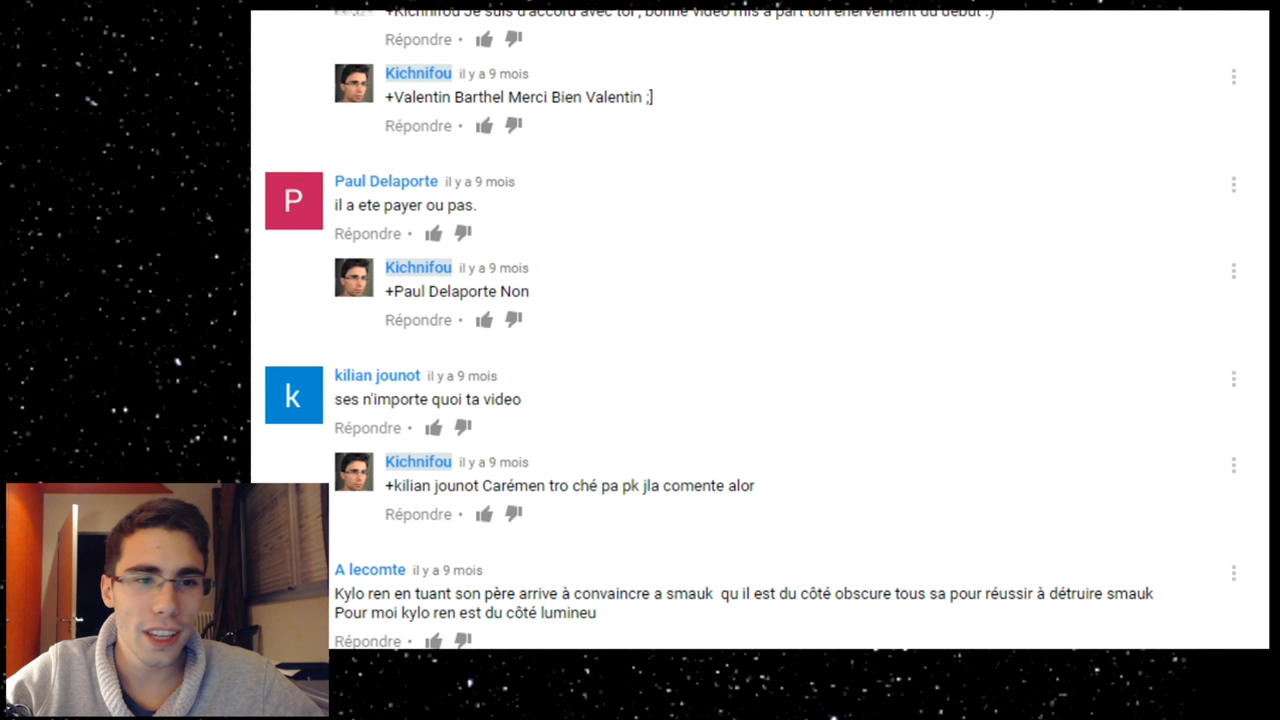 +Kichnifou Je suis d'accord avec toi , bonne video mis a part ton enervement du debut :)
Répondre •
Kichnifou il y a 9 mois
+Valentin Barthel Merci Bien Valentin ;]
Répondre •
P
Paul Delaporte il y a 9 mois
il a ete payer ou pas.
Répondre •
Kichnifou il y a 9 mois
+Paul Delaporte Non
Répondre •
k
kilian jounot il y a 9 mois
ses n'importe quoi ta video
Répondre •
Kichnifou il y a 9 mois
+kilian jounot Carémen tro ché pa pk jla comente alor
Répondre •
A lecomte il y a 9 mois
Kylo ren en tuant son père arrive à convaincre a smauk qu il est du côté obscure tous sa pour réussir à détruire smauk
Pour moi kylo ren est du côté lumineu
Répondre •